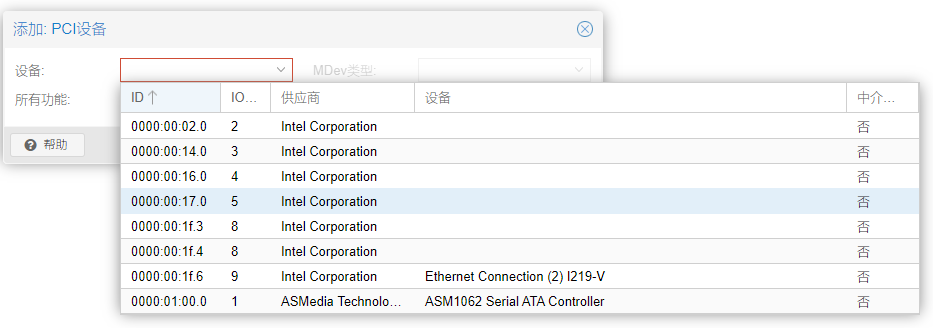 添加: PCI设备
设备:
MDev类型:
所有功能:
帮助
ID IO... 供应商 设备 中介...
0000:00:02.0 2 Intel Corporation 否
0000:00:14.0 3 Intel Corporation 否
0000:00:16.0 4 Intel Corporation 否
0000:00:17.0 5 Intel Corporation 否
0000:00:1f.3 8 Intel Corporation 否
0000:00:1f.4 8 Intel Corporation 否
0000:00:1f.6 9 Intel Corporation Ethernet Connection (2) I219-V 否
0000:01:00.0 1 ASMedia Technolo... ASM1062 Serial ATA Controller 否